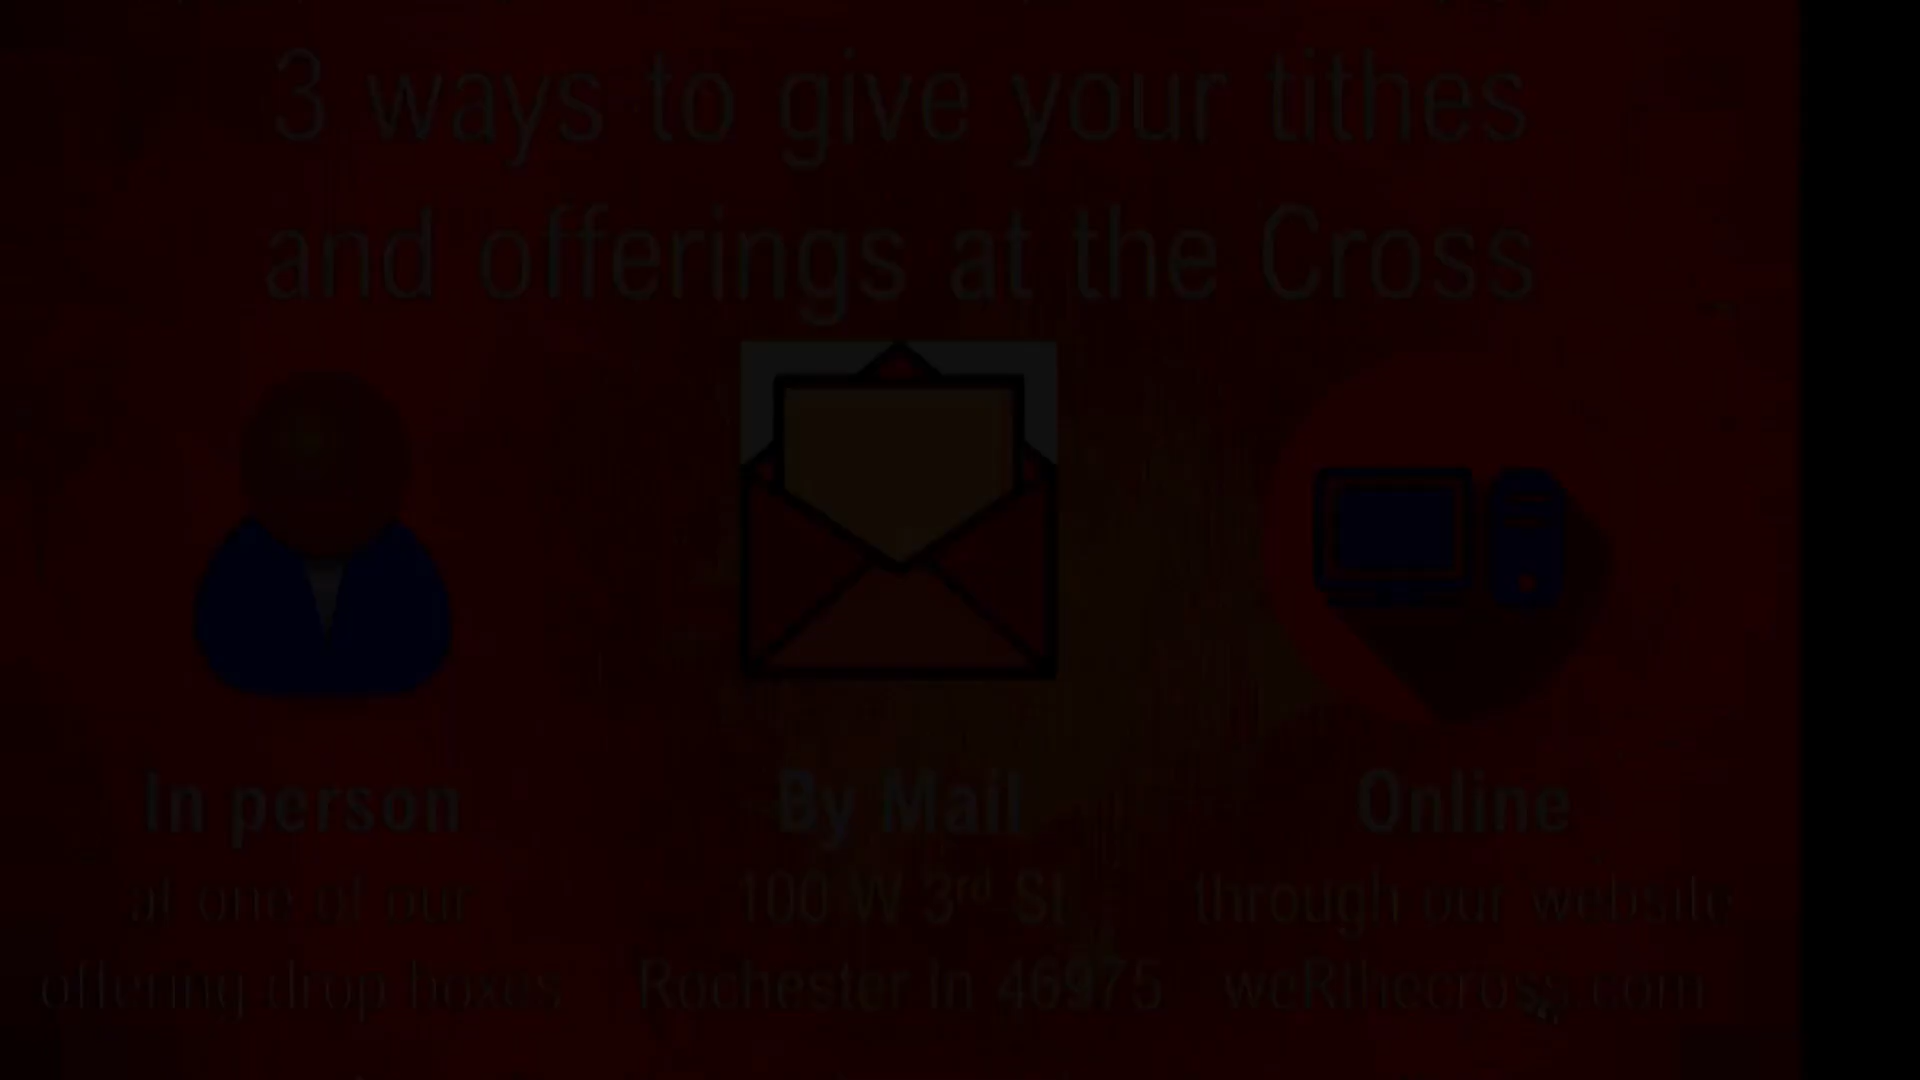 3 ways to give your tithes
and offerings at the Cross
In person
at one of our
offering drop boxes
By Mail
100 W 3rd St
Rochester in 46975
Online
through our website
weRthecross.com